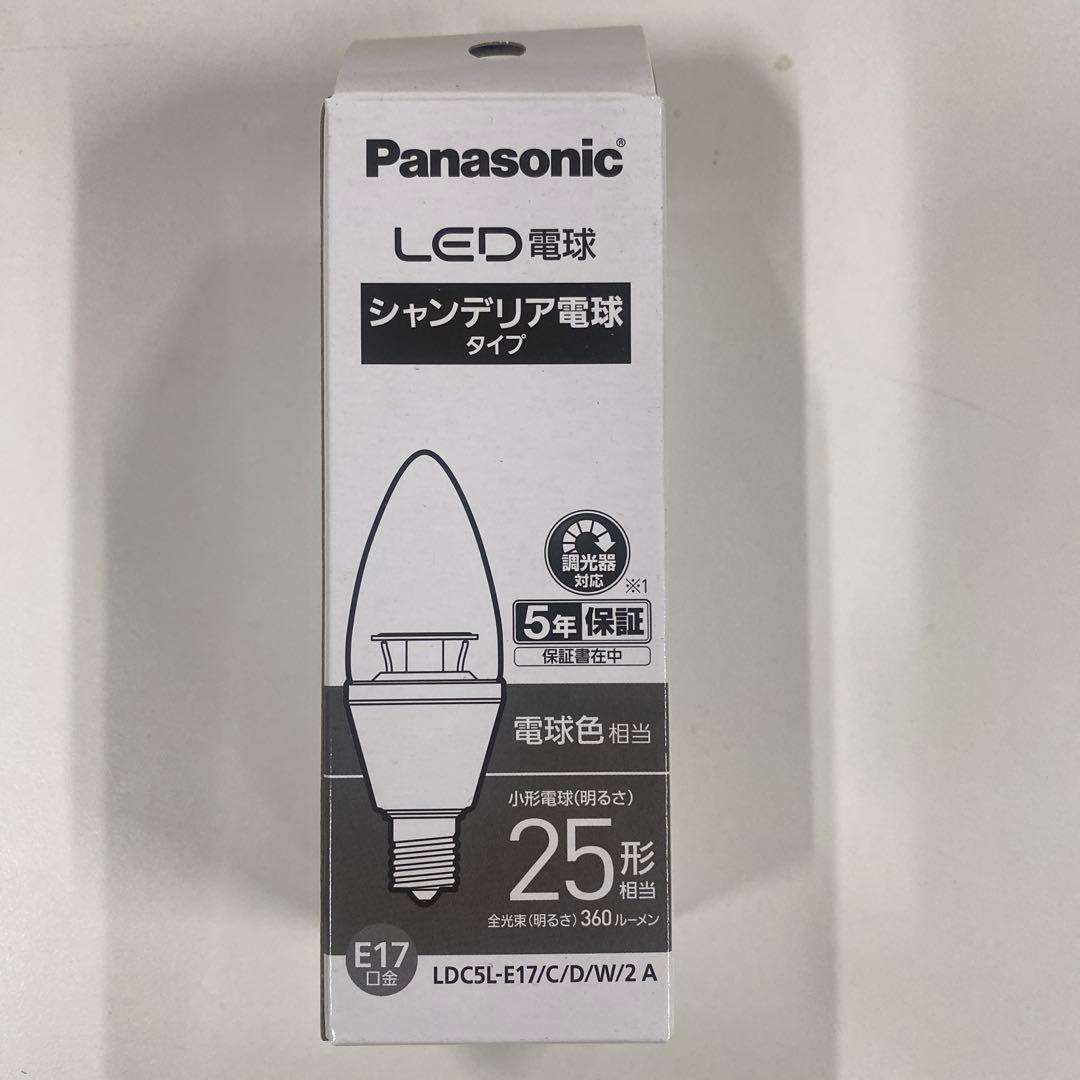 Panasonic®
LED電球
シャンデリア電球
タイプ
調光器
対応
※1
5年保証
保証書在中
電球色相当
小形電球(明るさ)
25形
相当
全光束(明るさ)360ルーメン
E17
口金
LDC5L-E17/C/D/W/2 A